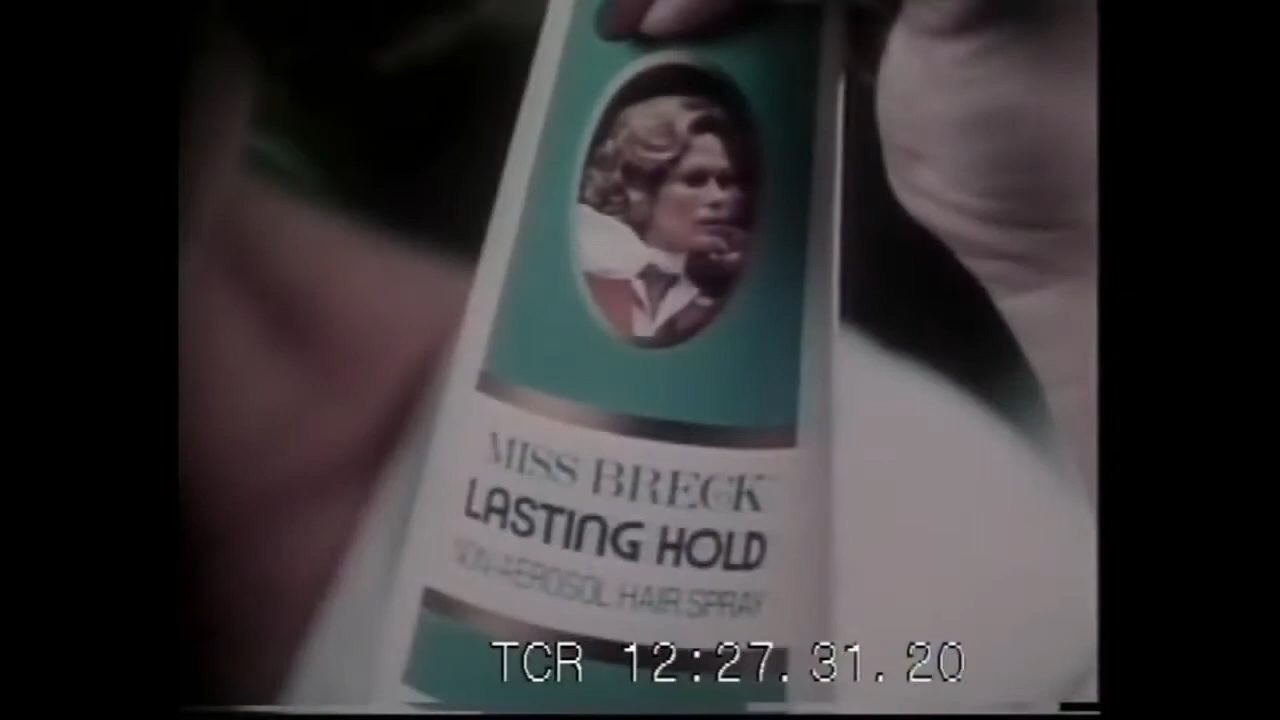 MISS BRECK
LASTING HOLD
NON-AEROSOL HAIR SPRAY
TCR 12:27.31.20